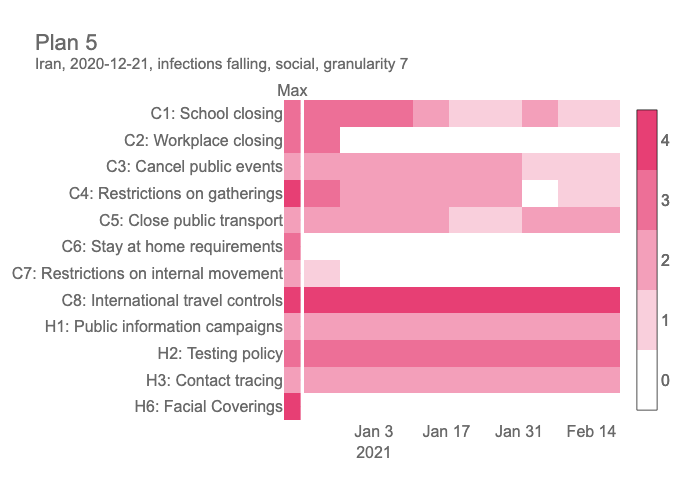 Plan 5
Iran, 2020-12-21, infections falling, social, granularity 7
Max
C1: School closing
C2: Workplace closing
C3: Cancel public events
C4: Restrictions on gatherings
C5: Close public transport
C6: Stay at home requirements
C7: Restrictions on internal movement
C8: International travel controls
H1: Public information campaigns
H2: Testing policy
H3: Contact tracing
H6: Facial Coverings
4
3
2
1
0
Jan 3 Jan 17 Jan 31 Feb 14
2021